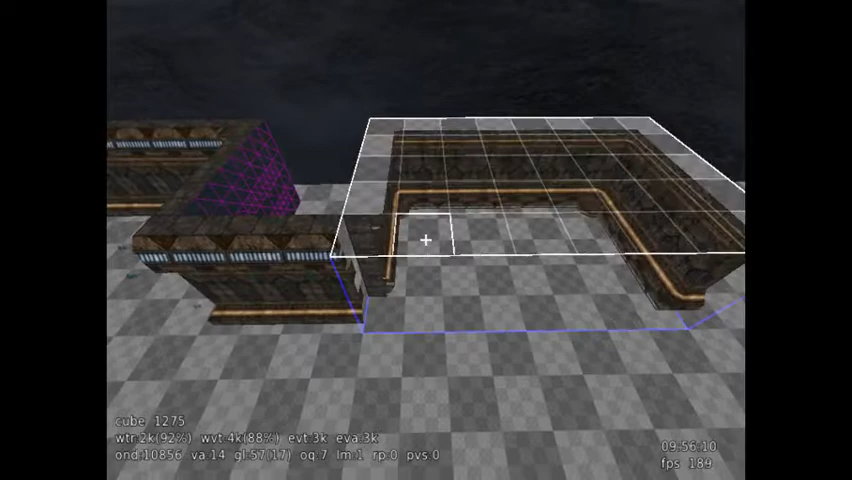 cube 1275
wtr:2k(92%) wvt:4k(88%) evt:3k eva:3k
ond:10856 va:14 gl:57(17) oq:7 lm:1 rp:0 pvs:0
09:56:10
fps 189